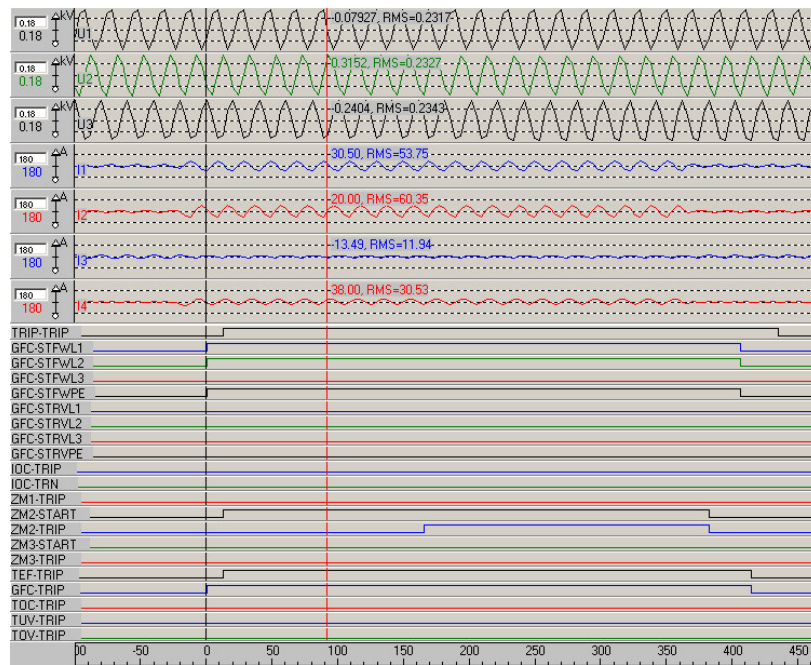 0.18 kV -0.07927, RMS=0.2317
0.18 U1
0.18 kV 0.3152, RMS=0.2327
0.18 U2
0.18 kV -0.2404, RMS=0.2343
0.18 U3
180 A 30.50, RMS=53.75
180 I1
180 A 20.00, RMS=60.35
180 I2
180 A -13.49, RMS=11.94
180 I3
180 A 38.00, RMS=30.53
180 I4
TRIP-TRIP
GFC-STFWL1
GFC-STFWL2
GFC-STFWL3
GFC-STFWPE
GFC-STRVL1
GFC-STRVL2
GFC-STRVL3
GFC-STRVPE
IOC-TRIP
IOC-TRN
ZM1-TRIP
ZM2-START
ZM2-TRIP
ZM3-START
ZM3-TRIP
TEF-TRIP
GFC-TRIP
TOC-TRIP
TUV-TRIP
TOV-TRIP
00 -50 0 50 100 150 200 250 300 350 400 450